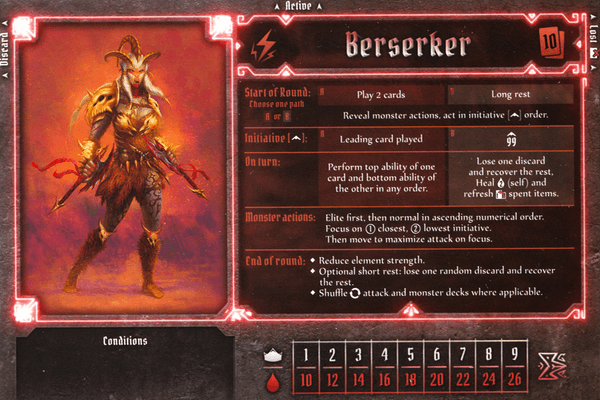 Active
Discard
Lost
Berserker
10
Start of Round:
Choose one path
A or B
A Play 2 cards
B Long rest
Reveal monster actions, act in initiative [ ] order.
Initiative [ ]:
A Leading card played
B 99
On turn:
Perform top ability of one
card and bottom ability of
the other in any order.
Lose one discard
and recover the rest,
Heal 2 (self) and
refresh spent items.
Monster actions:
Elite first, then normal in ascending numerical order.
Focus on ① closest, ② lowest initiative.
Then move to maximize attack on focus.
End of round:
◆ Reduce element strength.
◆ Optional short rest: lose one random discard and recover
the rest.
◆ Shuffle attack and monster decks where applicable.
Conditions
1 2 3 4 5 6 7 8 9
10 12 14 16 18 20 22 24 26